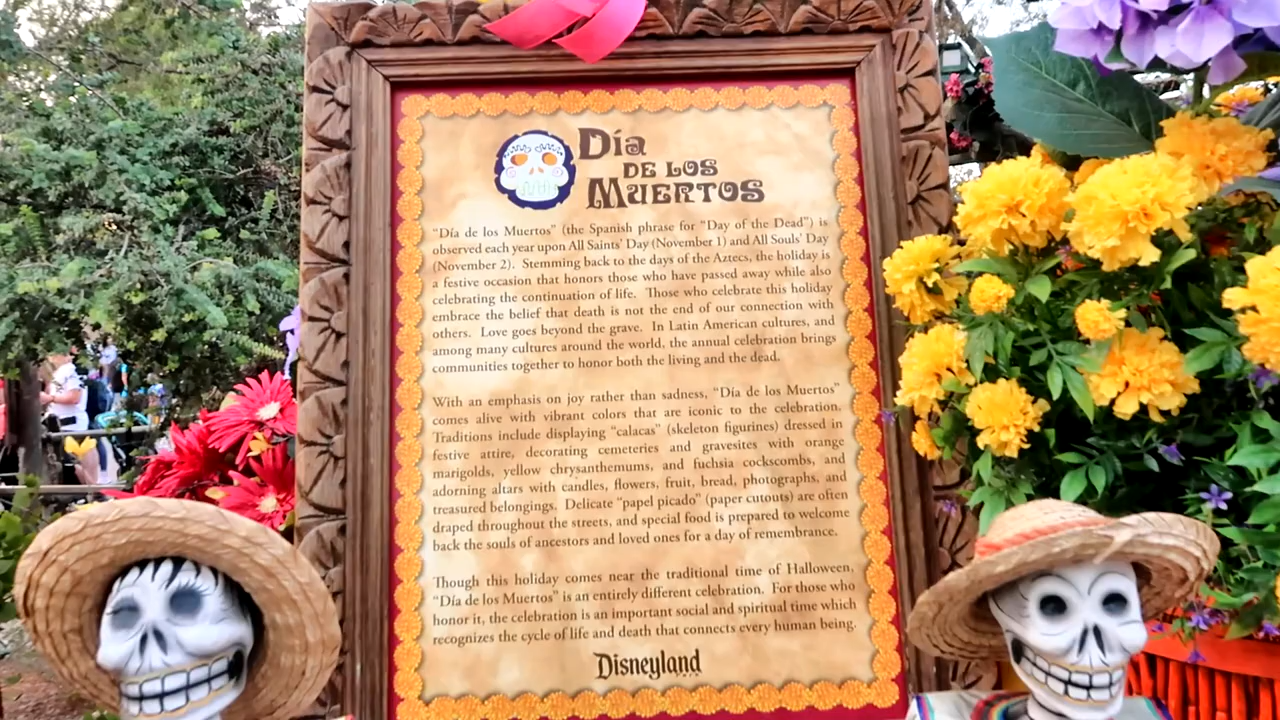 Día
DE LOS
MUERTOS
“Día de los Muertos” (the Spanish phrase for “Day of the Dead”) is
observed each year upon All Saints’ Day (November 1) and All Souls’ Day
(November 2). Stemming back to the days of the Aztecs, the holiday is
a festive occasion that honors those who have passed away while also
celebrating the continuation of life. Those who celebrate this holiday
embrace the belief that death is not the end of our connection with
others. Love goes beyond the grave. In Latin American cultures, and
among many cultures around the world, the annual celebration brings
communities together to honor both the living and the dead.
With an emphasis on joy rather than sadness, “Día de los Muertos”
comes alive with vibrant colors that are iconic to the celebration.
Traditions include displaying “calacas” (skeleton figurines) dressed in
festive attire, decorating cemeteries and gravesites with orange
marigolds, yellow chrysanthemums, and fuchsia cockscombs, and
adorning altars with candles, flowers, fruit, bread, photographs, and
treasured belongings. Delicate “papel picado” (paper cutouts) are often
draped throughout the streets, and special food is prepared to welcome
back the souls of ancestors and loved ones for a day of remembrance.
Though this holiday comes near the traditional time of Halloween,
“Día de los Muertos” is an entirely different celebration. For those who
honor it, the celebration is an important social and spiritual time which
recognizes the cycle of life and death that connects every human being.
Disneyland
PARK